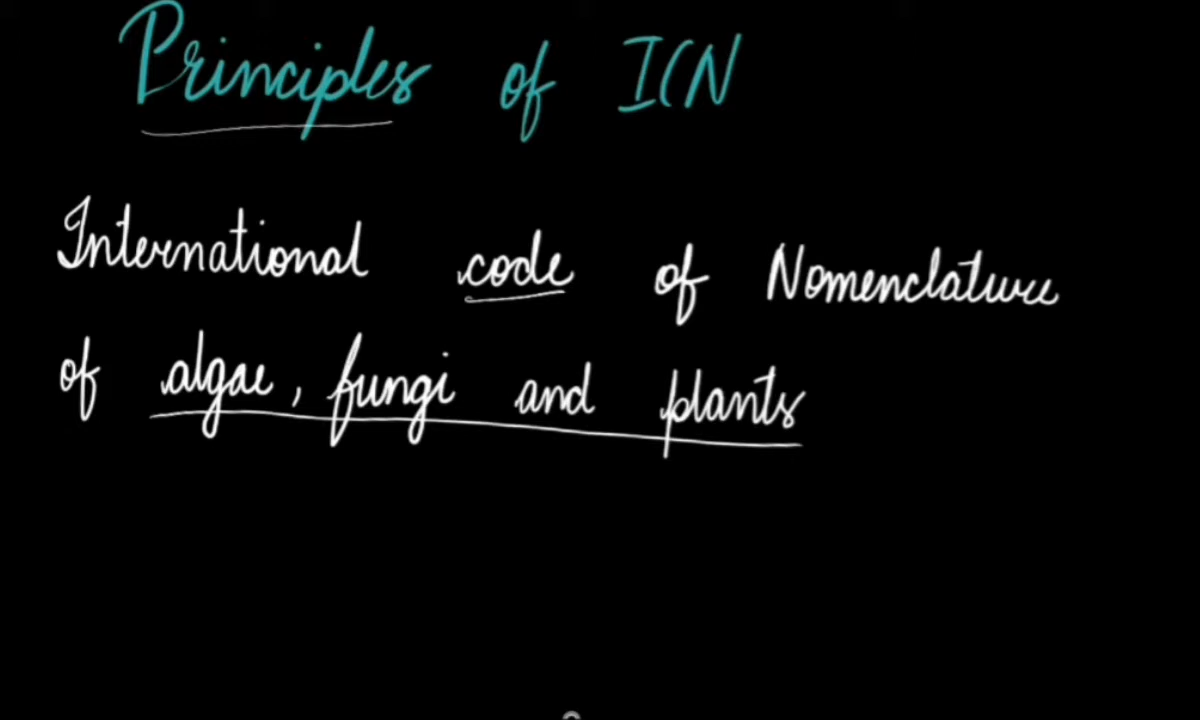 Principles of ICN
International code of Nomenclature
of algae, fungi and plants